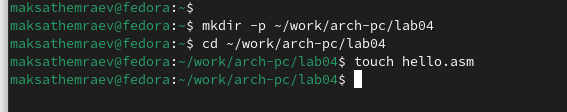 maksathemraev@fedora:~$
maksathemraev@fedora:~$ mkdir -p ~/work/arch-pc/lab04
maksathemraev@fedora:~$ cd ~/work/arch-pc/lab04
maksathemraev@fedora:~/work/arch-pc/lab04$ touch hello.asm
maksathemraev@fedora:~/work/arch-pc/lab04$